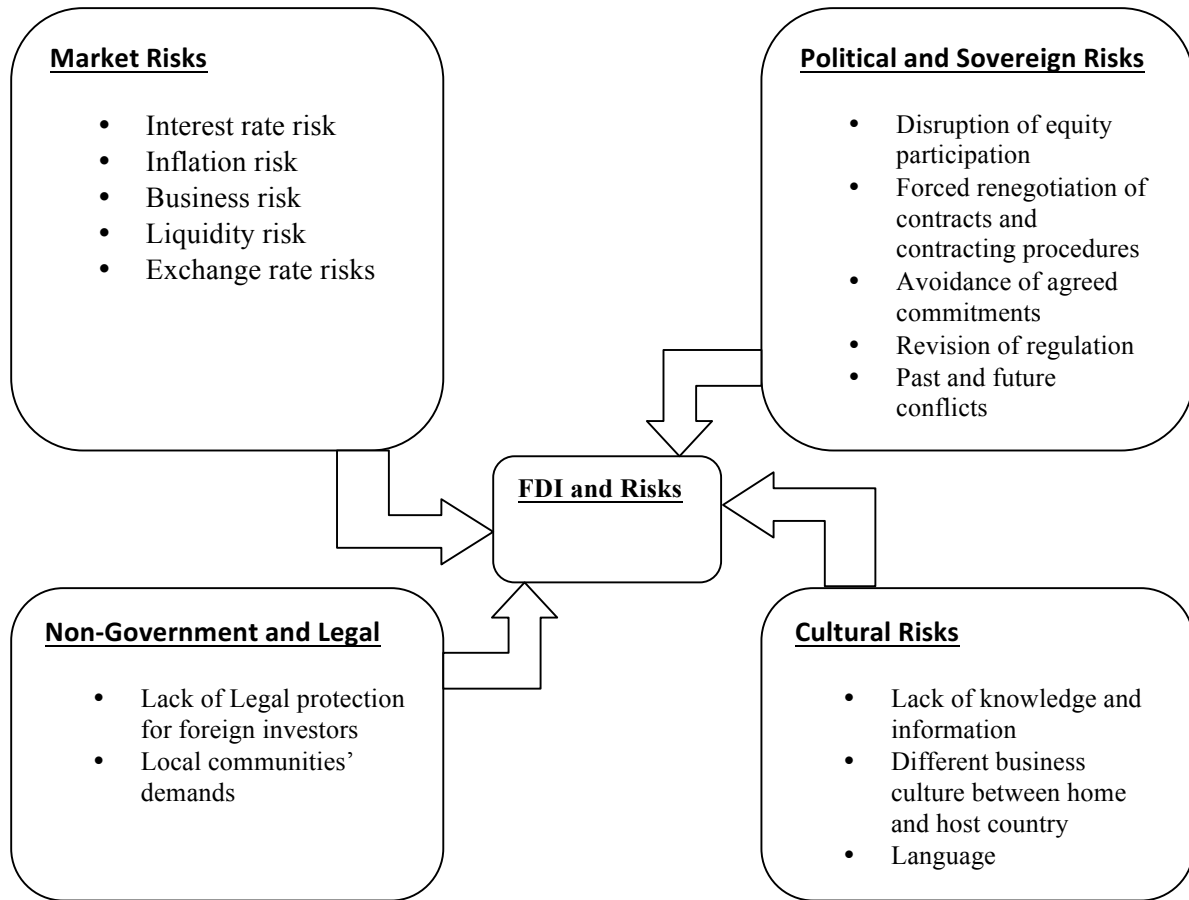 Market Risks
• Interest rate risk
• Inflation risk
• Business risk
• Liquidity risk
• Exchange rate risks
Political and Sovereign Risks
• Disruption of equity
participation
• Forced renegotiation of
contracts and
contracting procedures
• Avoidance of agreed
commitments
• Revision of regulation
• Past and future
conflicts
FDI and Risks
Non-Government and Legal
• Lack of Legal protection
for foreign investors
• Local communities’
demands
Cultural Risks
• Lack of knowledge and
information
• Different business
culture between home
and host country
• Language